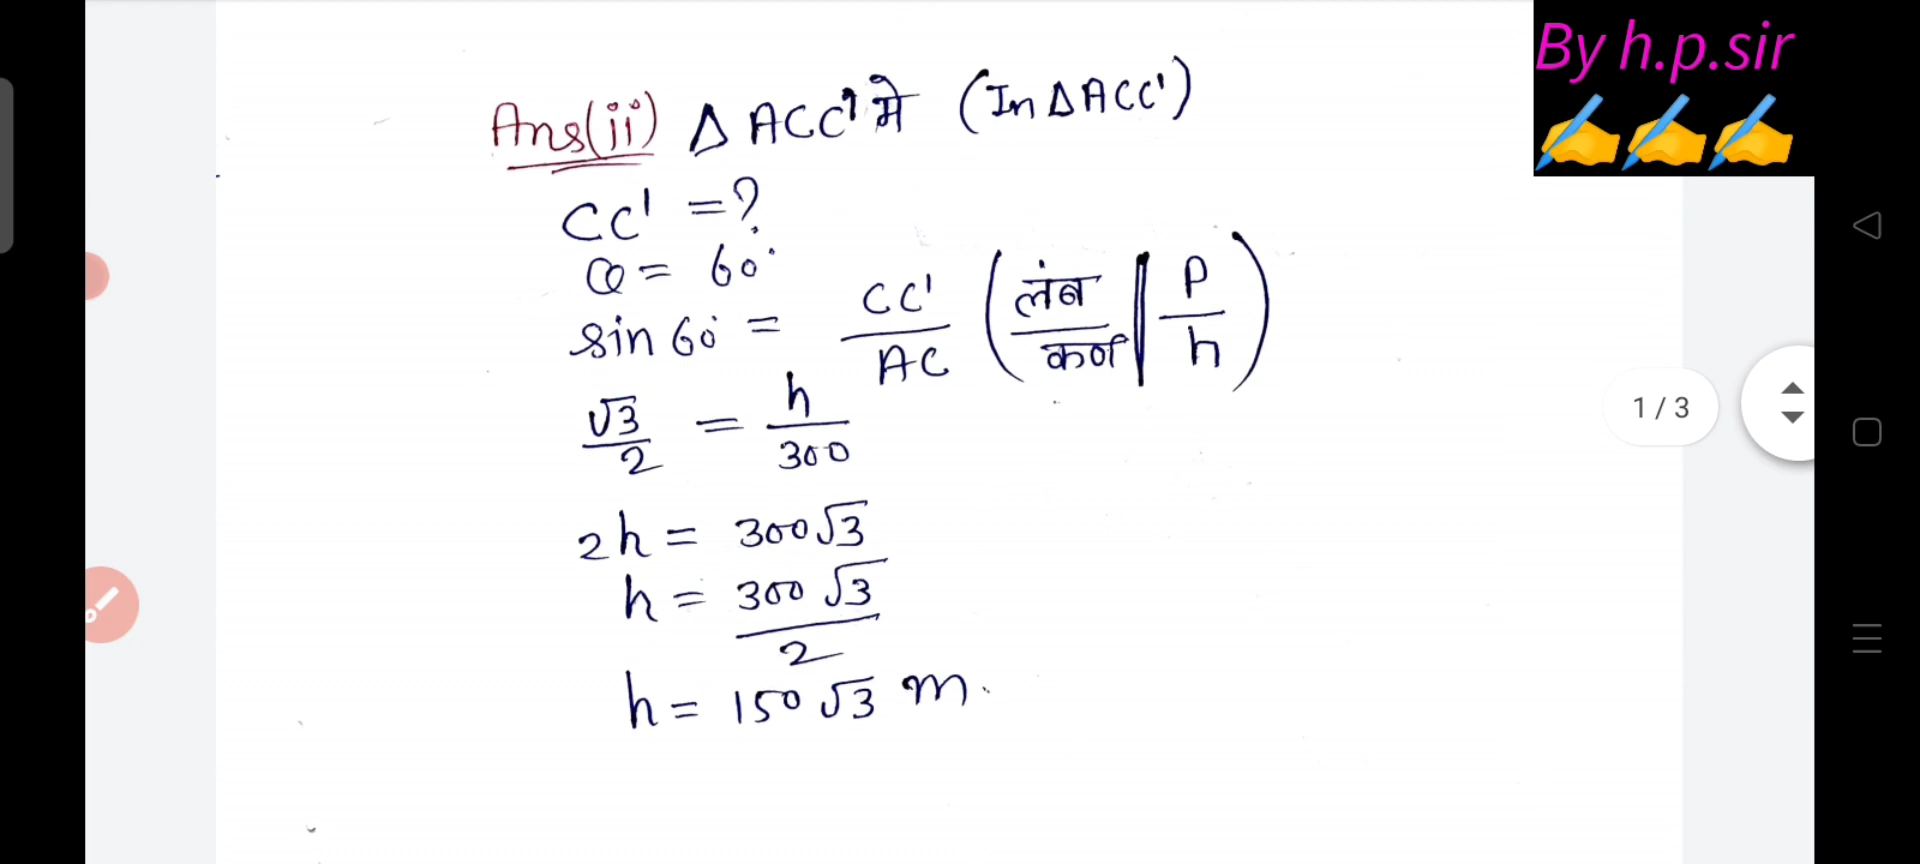 By h.p.sir
Ans(ii) Δ ACC' मे (In Δ ACC')
CC' = ?
θ = 60°
sin 60° = CC'/AC (लंब/कर्ण | P/h)
√3/2 = h/300
2h = 300√3
h = 300√3/2
h = 150√3 m.
1 / 3